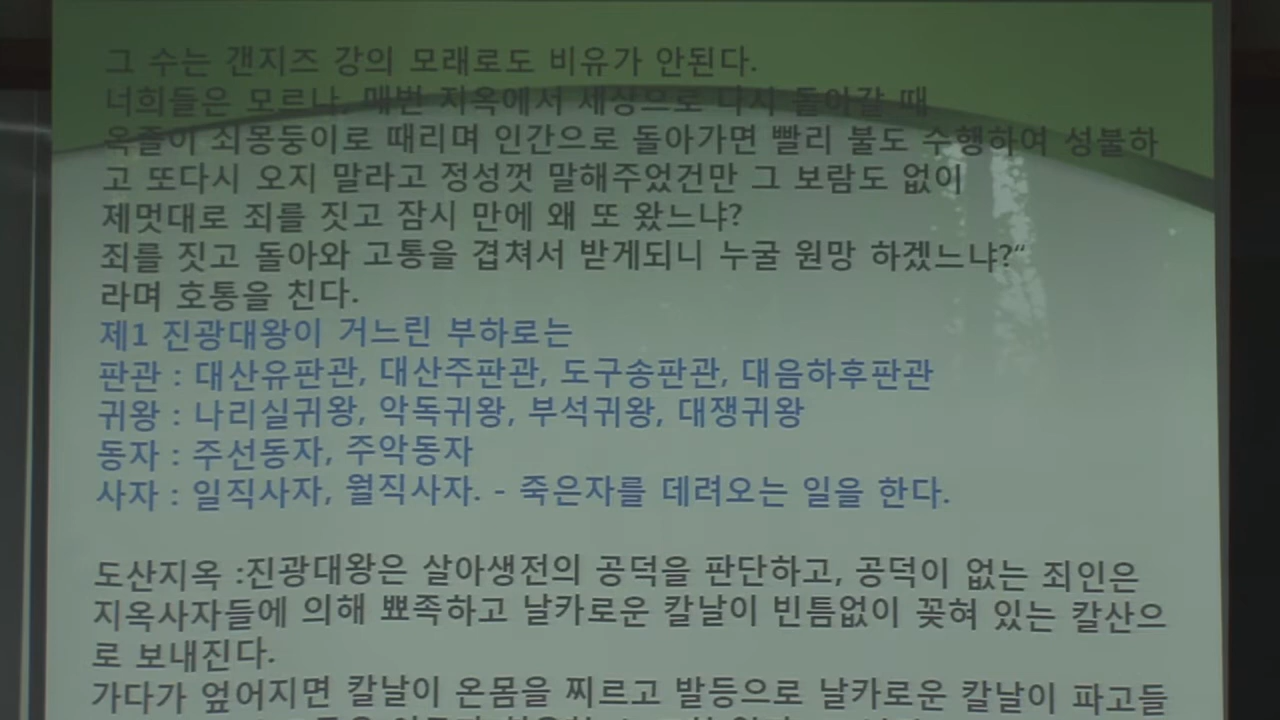 그 수는 갠지즈 강의 모래로도 비유가 안된다.
너희들은 모르나, 매번 지옥에서 세상으로 다시 돌아갈 때
옥졸이 쇠몽둥이로 때리며 인간으로 돌아가면 빨리 불도 수행하여 성불하
고 또다시 오지 말라고 정성껏 말해주었건만 그 보람도 없이
제멋대로 죄를 짓고 잠시 만에 왜 또 왔느냐?
죄를 짓고 돌아와 고통을 겹쳐서 받게되니 누굴 원망 하겠느냐?“
라며 호통을 친다.
제1 진광대왕이 거느린 부하로는
판관 : 대산유판관, 대산주판관, 도구송판관, 대음하후판관
귀왕 : 나리실귀왕, 악독귀왕, 부석귀왕, 대쟁귀왕
동자 : 주선동자, 주악동자
사자 : 일직사자, 월직사자. - 죽은자를 데려오는 일을 한다.
도산지옥 :진광대왕은 살아생전의 공덕을 판단하고, 공덕이 없는 죄인은
지옥사자들에 의해 뾰족하고 날카로운 칼날이 빈틈없이 꽂혀 있는 칼산으
로 보내진다.
가다가 엎어지면 칼날이 온몸을 찌르고 발등으로 날카로운 칼날이 파고들